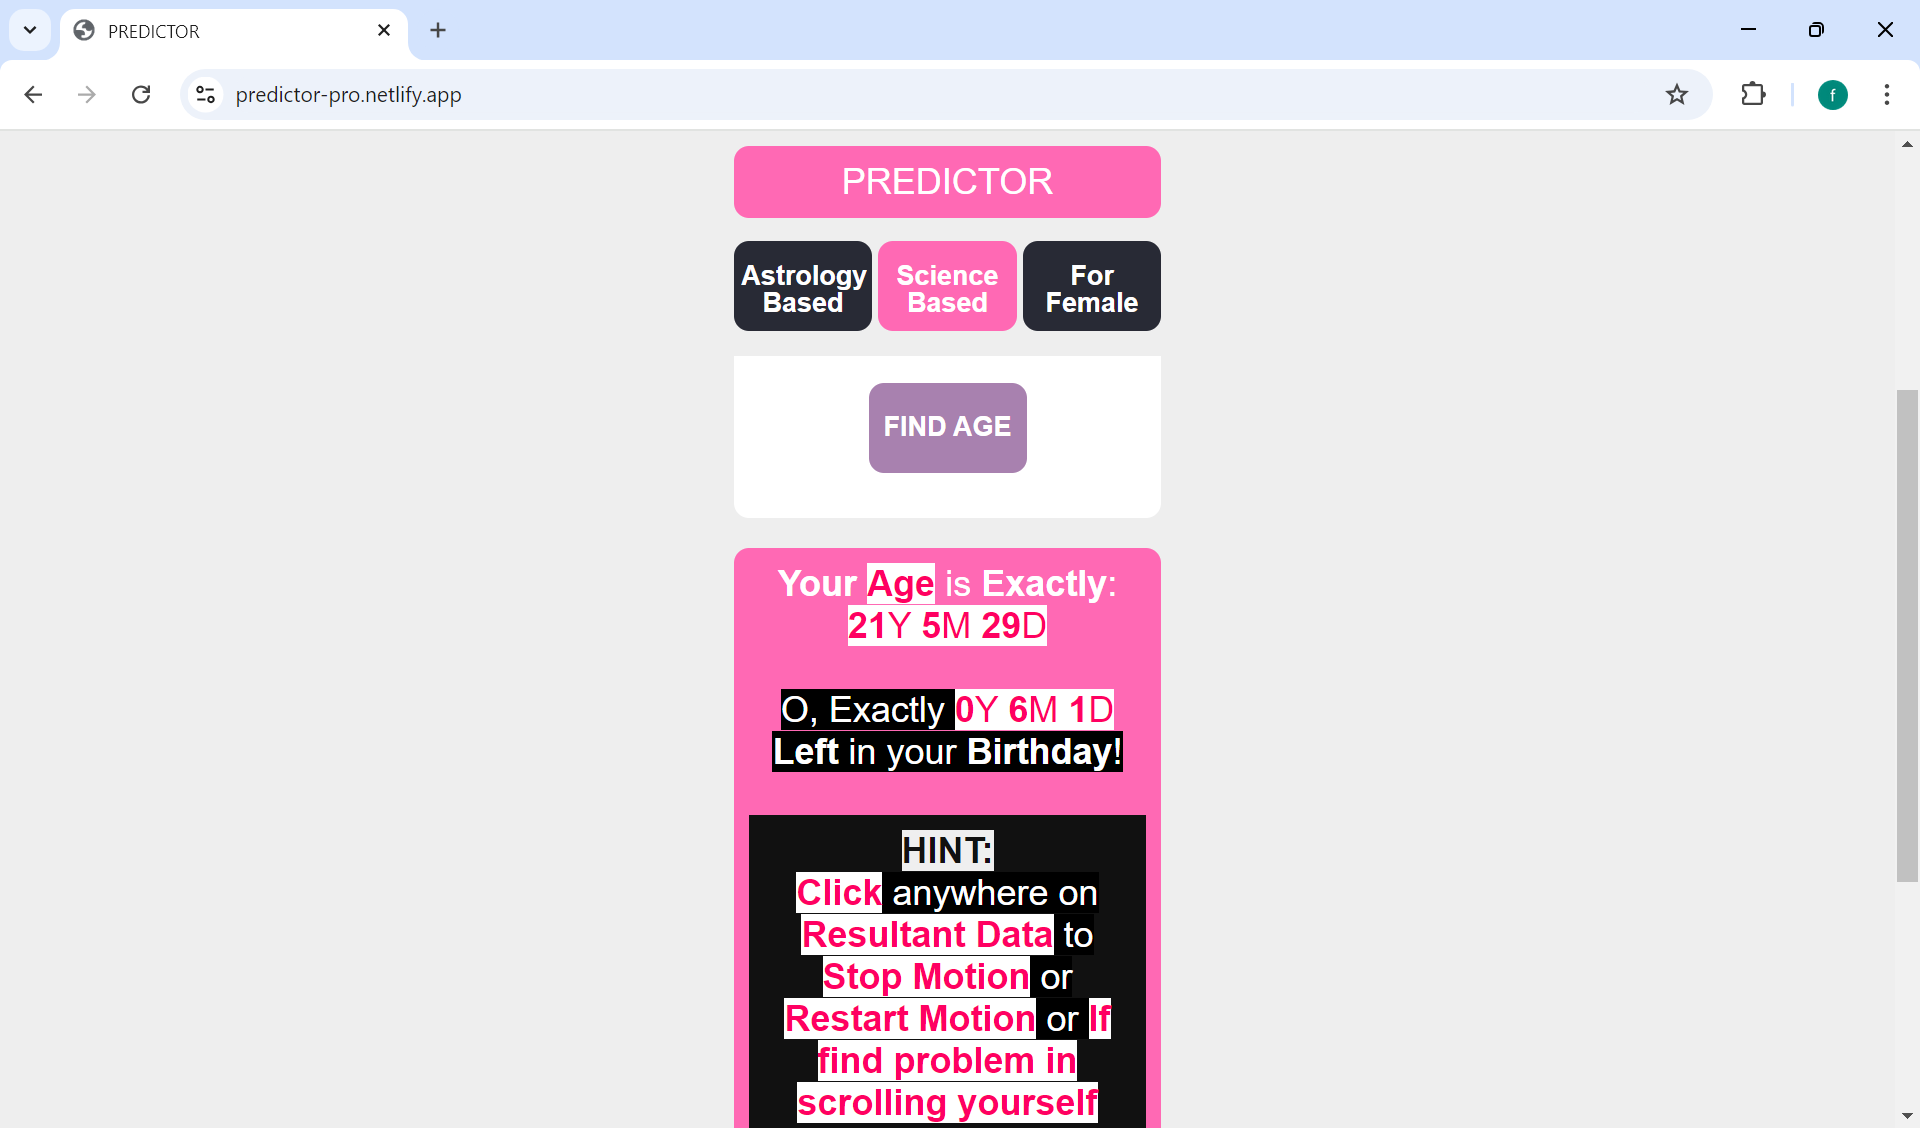 PREDICTOR
predictor-pro.netlify.app
f
PREDICTOR
Astrology
Based
Science
Based
For
Female
FIND AGE
Your Age is Exactly:
21Y 5M 29D
O, Exactly 0Y 6M 1D
Left in your Birthday!
HINT:
Click anywhere on
Resultant Data to
Stop Motion or
Restart Motion or If
find problem in
scrolling yourself